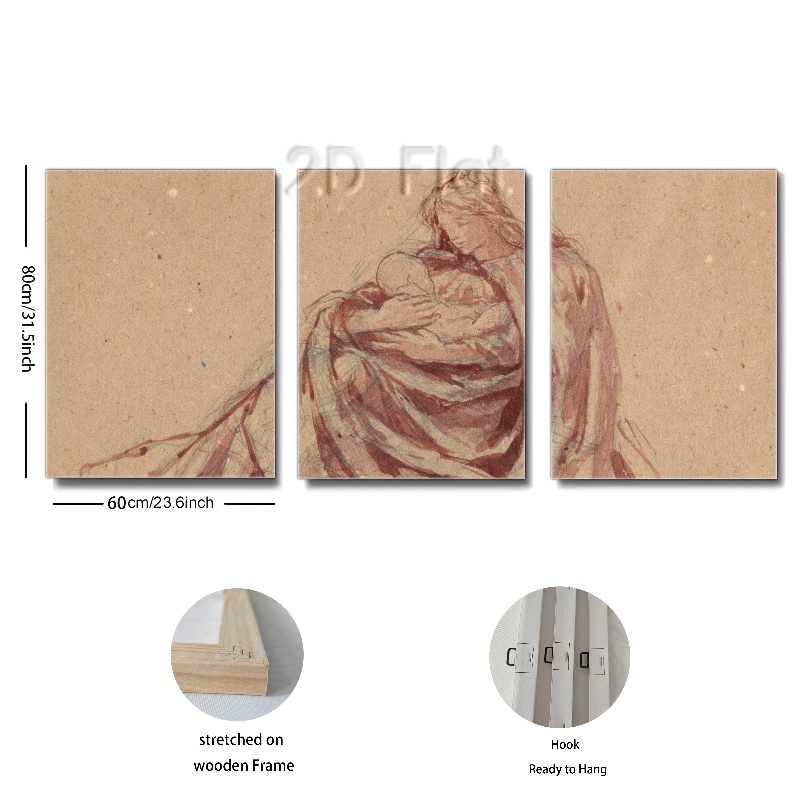 2D Flat
80cm/31.5inch
60cm/23.6inch
stretched on
wooden Frame
Hook
Ready to Hang